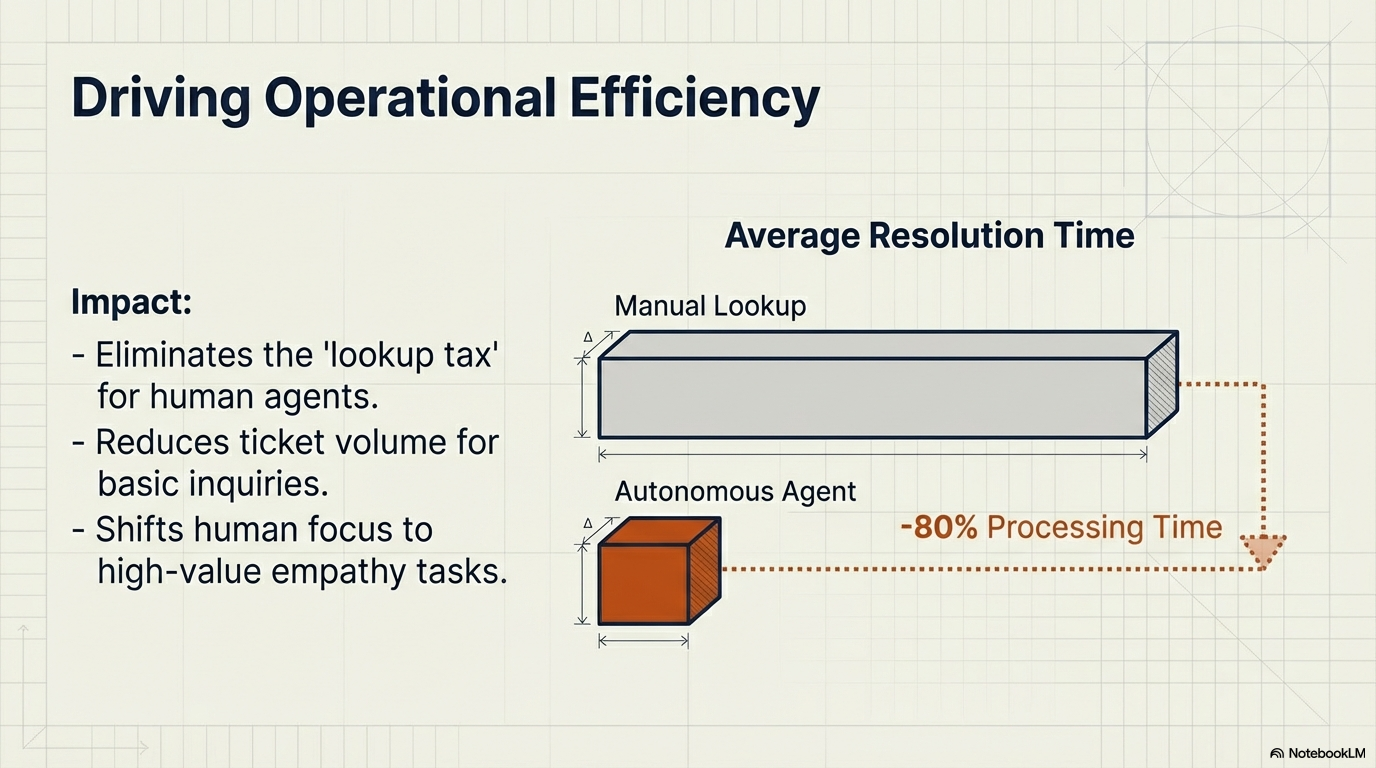 Driving Operational Efficiency
Impact:
- Eliminates the 'lookup tax'
for human agents.
- Reduces ticket volume for
basic inquiries.
- Shifts human focus to
high-value empathy tasks.
Average Resolution Time
Manual Lookup
Δ
Autonomous Agent
Δ
-80% Processing Time
NotebookLM